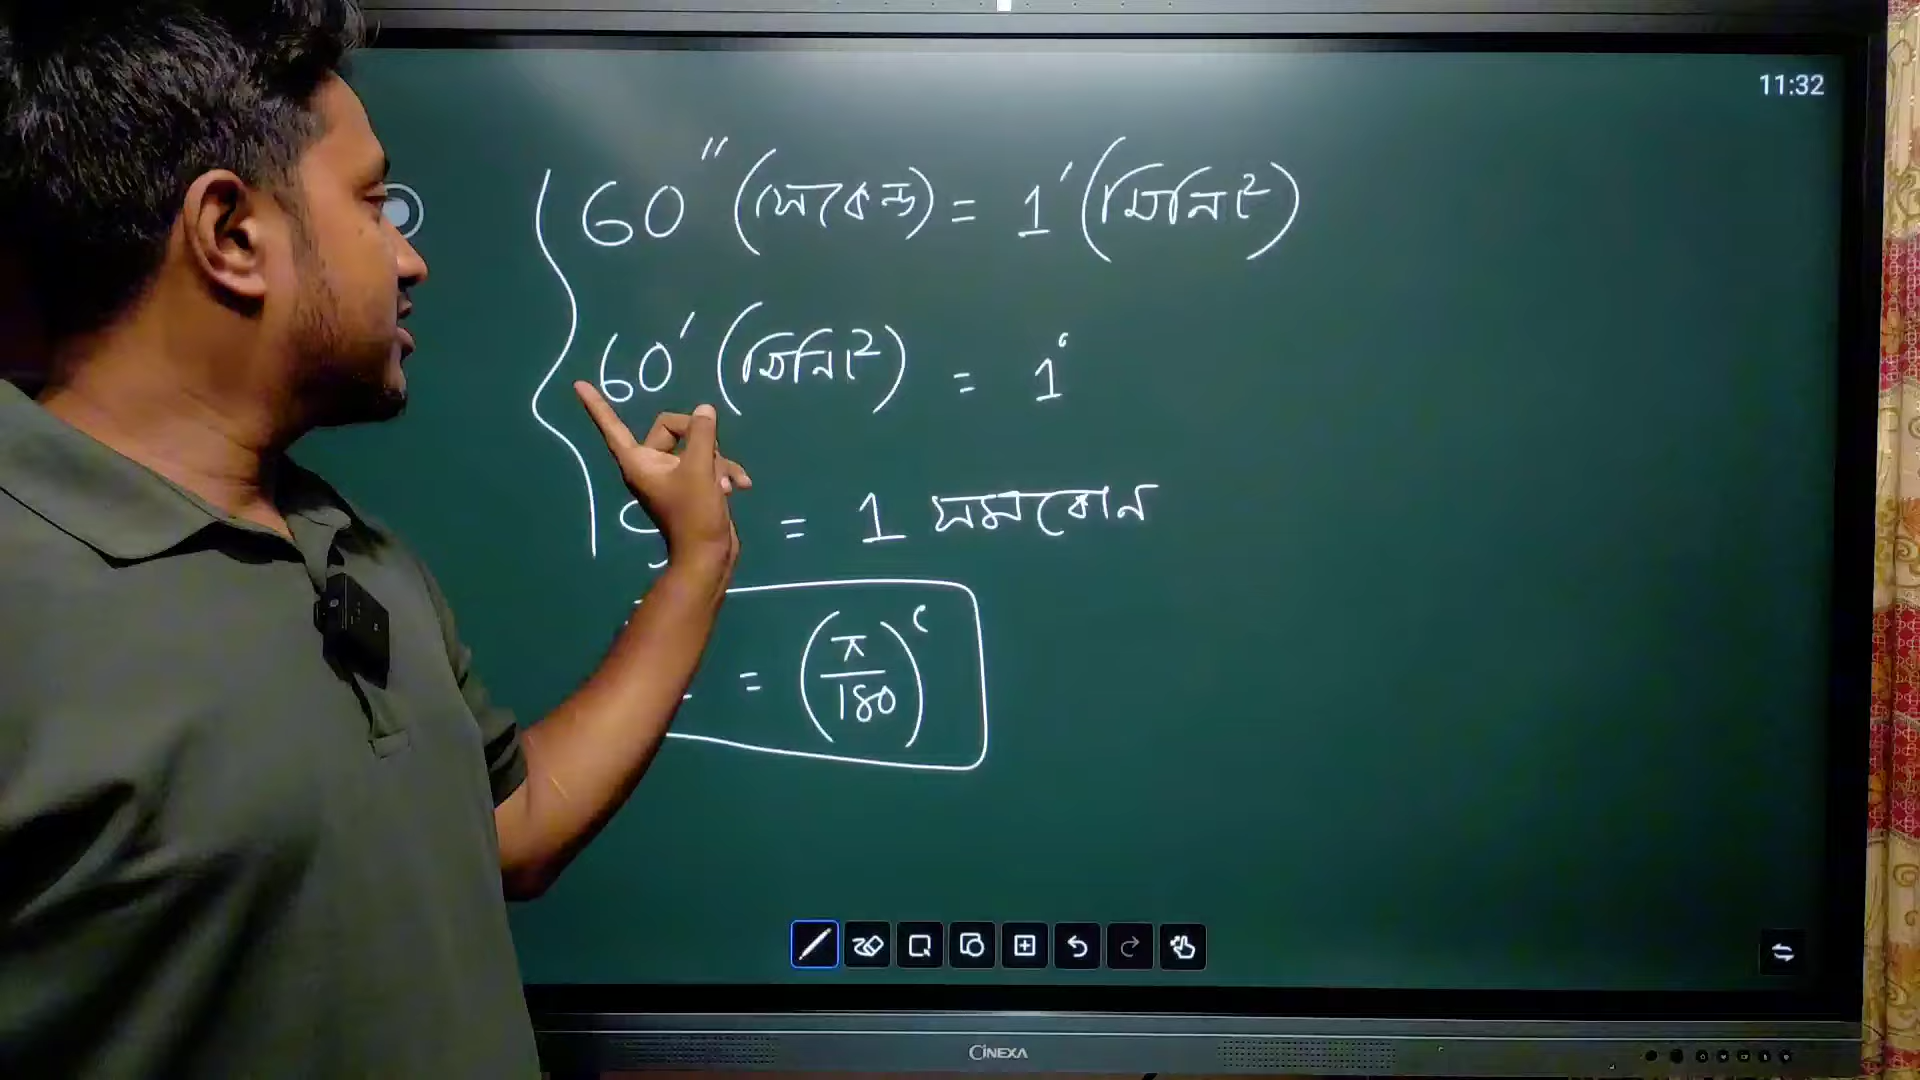 11:32
60'' (সেকেন্ড) = 1' (মিনিট)
60' (মিনিট) = 1°
= 1 সমকোন
= (π/180)^c
CINEXA